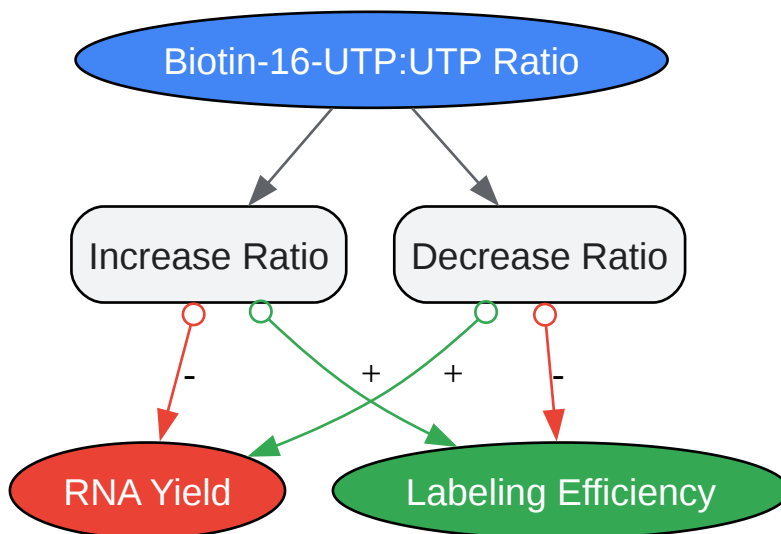 Biotin-16-UTP:UTP Ratio
Increase Ratio
Decrease Ratio
-
+
+
-
RNA Yield
Labeling Efficiency